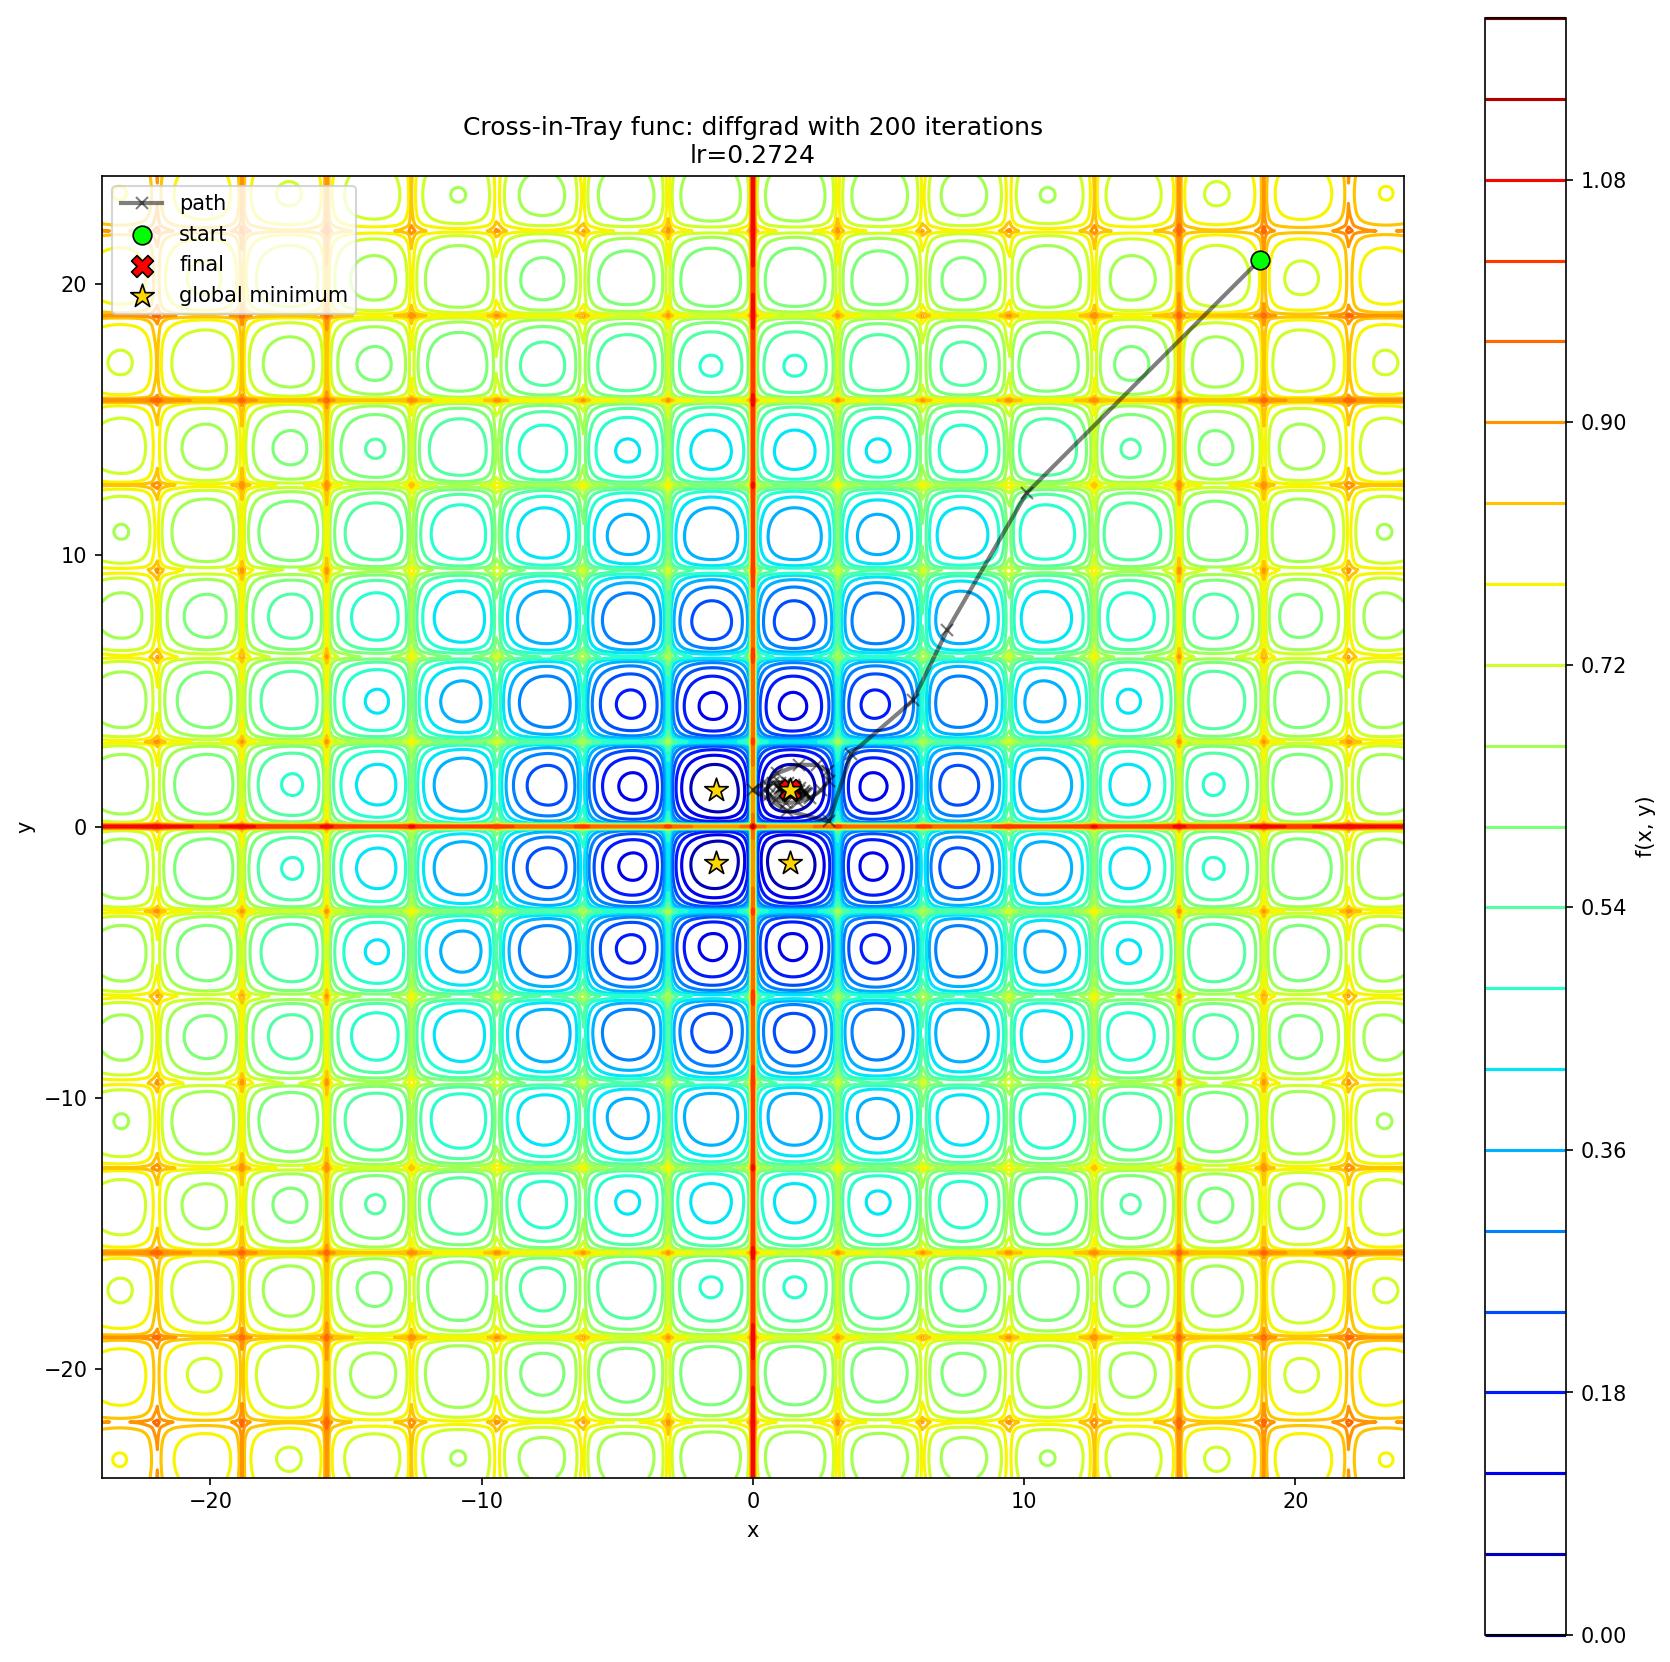 Cross-in-Tray func: diffgrad with 200 iterations
lr=0.2724
path
start
final
global minimum
20
10
0
−10
−20
y
−20
−10
0
10
20
x
1.08
0.90
0.72
0.54
0.36
0.18
0.00
f(x, y)